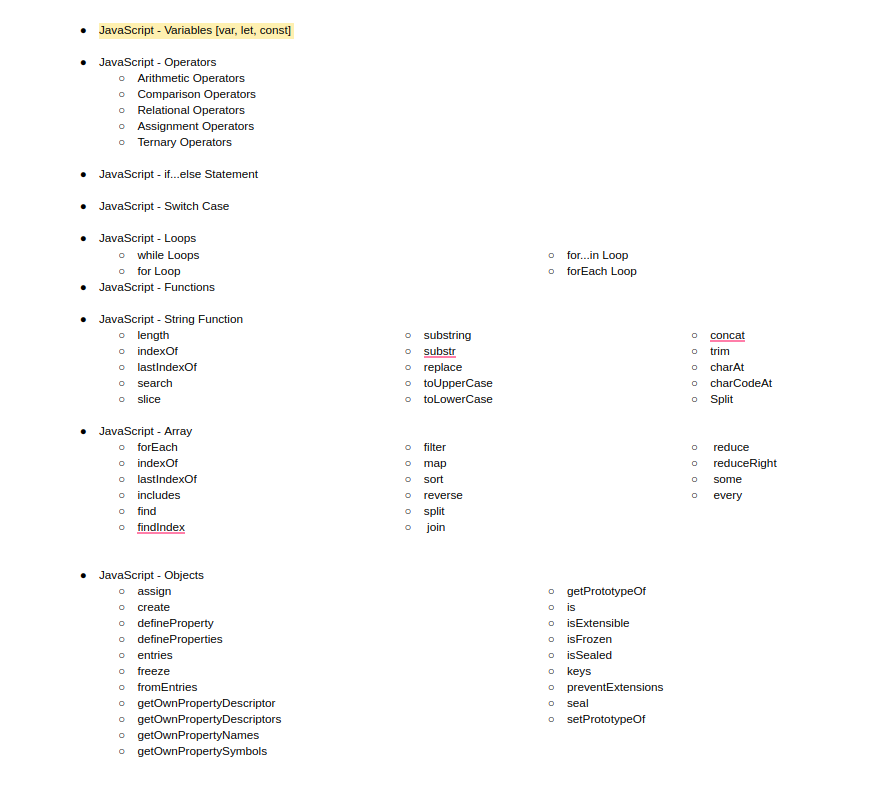 JavaScript - Variables [var, let, const]
JavaScript - Operators
Arithmetic Operators
Comparison Operators
Relational Operators
Assignment Operators
Ternary Operators
JavaScript - if...else Statement
JavaScript - Switch Case
JavaScript - Loops
while Loops
for Loop
for...in Loop
forEach Loop
JavaScript - Functions
JavaScript - String Function
length
indexOf
lastIndexOf
search
slice
substring
substr
replace
toUpperCase
toLowerCase
concat
trim
charAt
charCodeAt
Split
JavaScript - Array
forEach
indexOf
lastIndexOf
includes
find
findIndex
filter
map
sort
reverse
split
join
reduce
reduceRight
some
every
JavaScript - Objects
assign
create
defineProperty
defineProperties
entries
freeze
fromEntries
getOwnPropertyDescriptor
getOwnPropertyDescriptors
getOwnPropertyNames
getOwnPropertySymbols
getPrototypeOf
is
isExtensible
isFrozen
isSealed
keys
preventExtensions
seal
setPrototypeOf